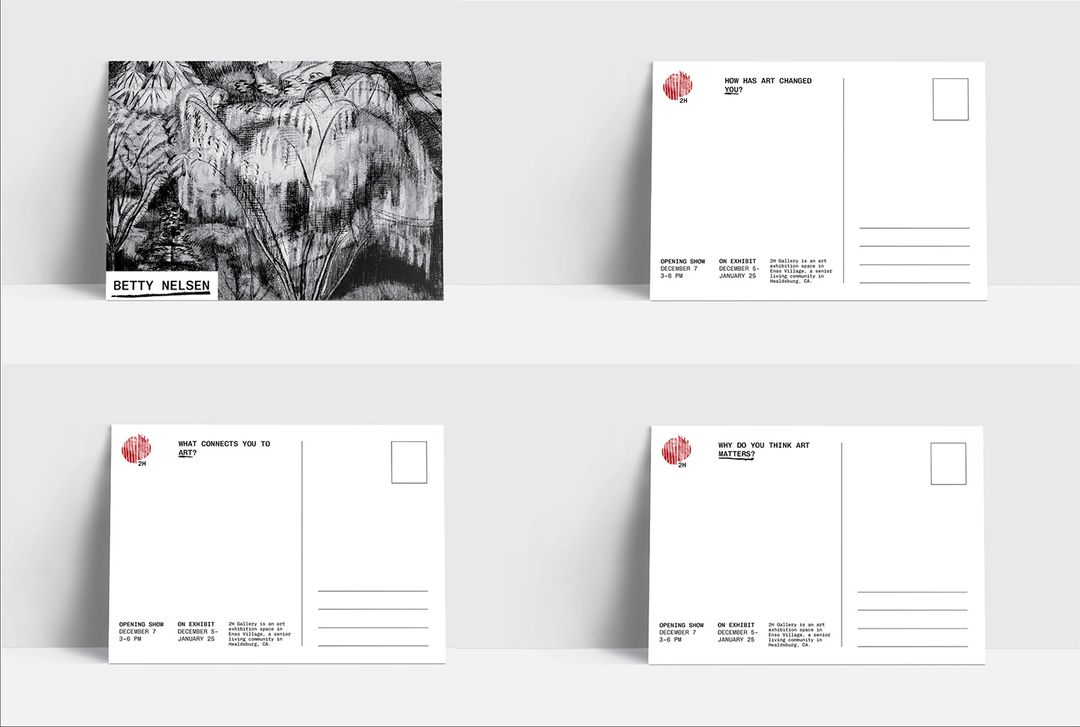 BETTY NELSEN
2H
HOW HAS ART CHANGED
YOU?
OPENING SHOW
DECEMBER 7
3-6 PM
ON EXHIBIT
DECEMBER 5-
JANUARY 25
2H Gallery is an art
exhibition space in
Enso Village, a senior
living community in
Healdsburg, CA.
2H
WHAT CONNECTS YOU TO
ART?
OPENING SHOW
DECEMBER 7
3-6 PM
ON EXHIBIT
DECEMBER 5-
JANUARY 25
2H Gallery is an art
exhibition space in
Enso Village, a senior
living community in
Healdsburg, CA.
2H
WHY DO YOU THINK ART
MATTERS?
OPENING SHOW
DECEMBER 7
3-6 PM
ON EXHIBIT
DECEMBER 5-
JANUARY 25
2H Gallery is an art
exhibition space in
Enso Village, a senior
living community in
Healdsburg, CA.